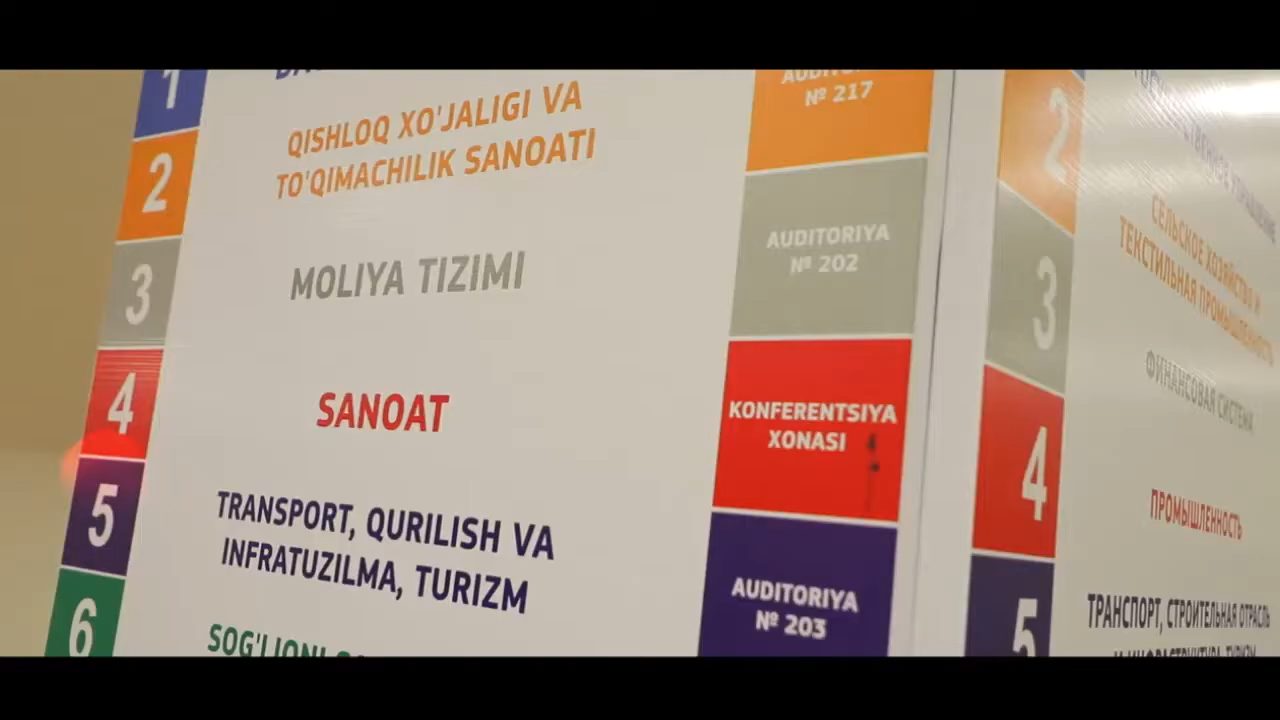 1
2
QISHLOQ XO'JALIGI VA
TO'QIMACHILIK SANOATI
№ 217
3
MOLIYA TIZIMI
AUDITORIYA
№ 202
4
SANOAT
KONFERENTSIYA
XONASI
5
TRANSPORT, QURILISH VA
INFRATUZILMA, TURIZM
AUDITORIYA
№ 203
6
2
СЕЛЬСКОЕ ХОЗЯЙСТВО И
ТЕКСТИЛЬНАЯ ПРОМЫШЛЕННОСТЬ
3
ФИНАНСОВАЯ СИСТЕМА
4
ПРОМЫШЛЕННОСТЬ
5
ТРАНСПОРТ, СТРОИТЕЛЬНАЯ ОТРАСЛЬ
И ИНФРАСТРУКТУРА, ТУРИЗМ